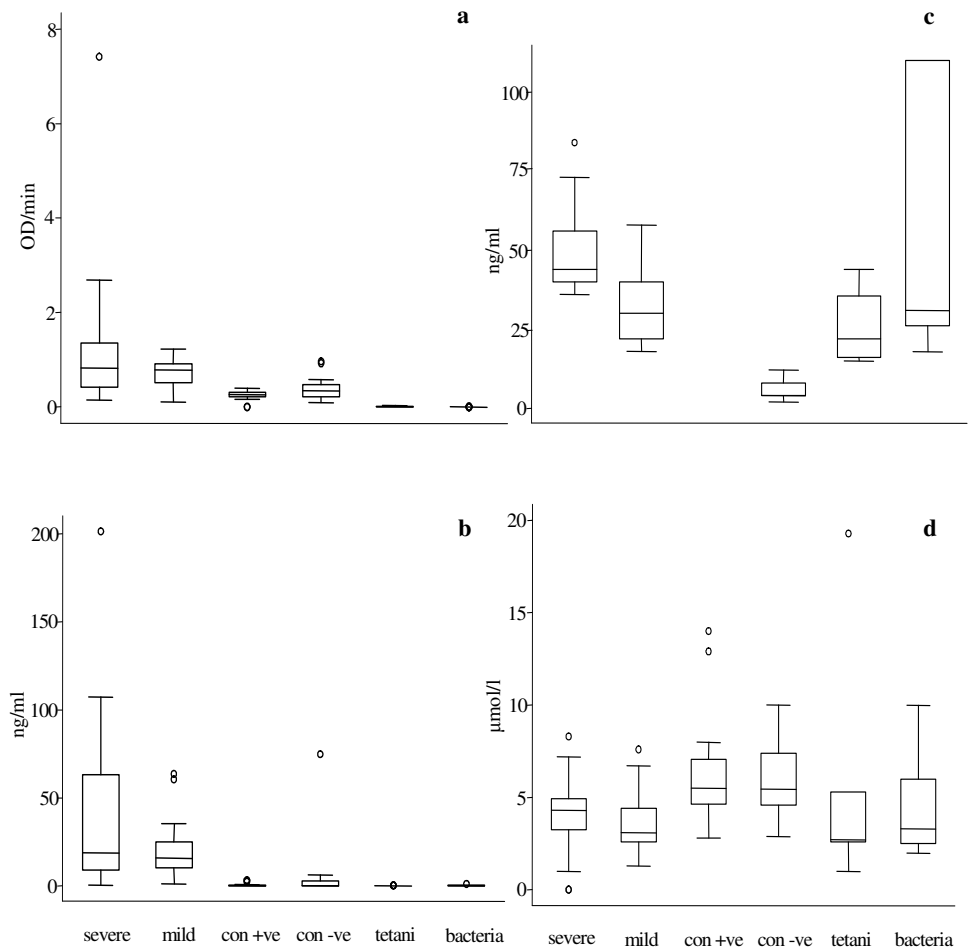 a
8
6
4
2
0
OD/min
c
100
75
50
25
0
ng/ml
b
200
150
100
50
0
ng/ml
severe mild con +ve con -ve tetani bacteria
d
20
15
10
5
0
µmol/l
severe mild con +ve con -ve tetani bacteria